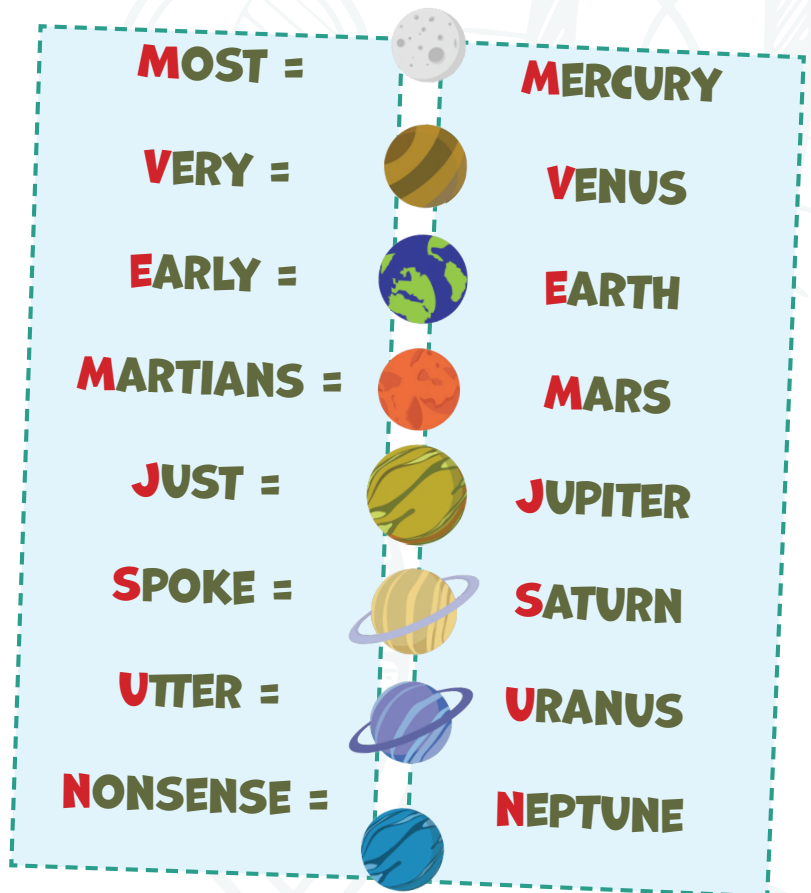 MOST = MERCURY
VERY = VENUS
EARLY = EARTH
MARTIANS = MARS
JUST = JUPITER
SPOKE = SATURN
UTTER = URANUS
NONSENSE = NEPTUNE